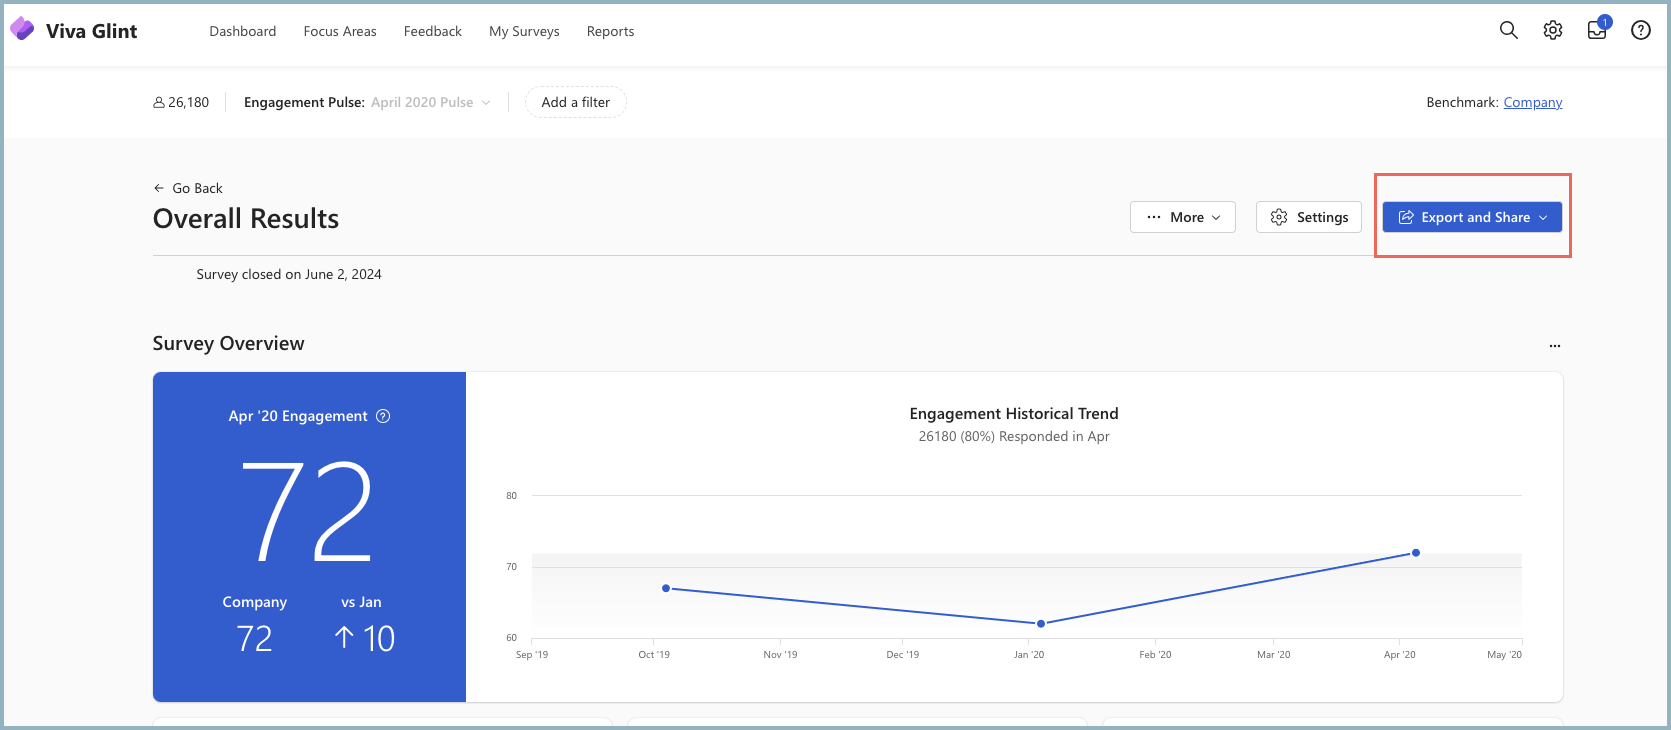 Viva Glint
Dashboard Focus Areas Feedback My Surveys Reports
1
26,180 Engagement Pulse: April 2020 Pulse Add a filter Benchmark: Company
← Go Back
Overall Results
··· More Settings Export and Share
Survey closed on June 2, 2024
Survey Overview
···
Apr '20 Engagement
72
Company vs Jan
72 ↑ 10
Engagement Historical Trend
26180 (80%) Responded in Apr
80
70
60
Sep '19 Oct '19 Nov '19 Dec '19 Jan '20 Feb '20 Mar '20 Apr '20 May '20